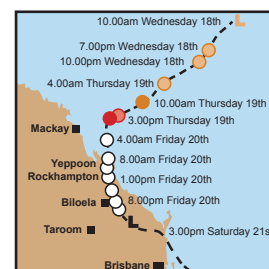 10.00am Wednesday 18th
7.00pm Wednesday 18th
10.00pm Wednesday 18th
4.00am Thursday 19th
10.00am Thursday 19th
3.00pm Thursday 19th
Mackay
4.00am Friday 20th
8.00am Friday 20th
Yeppoon
Rockhampton
1.00pm Friday 20th
Biloela
8.00pm Friday 20th
L
Taroom
3.00pm Saturday 21s
Brisbane